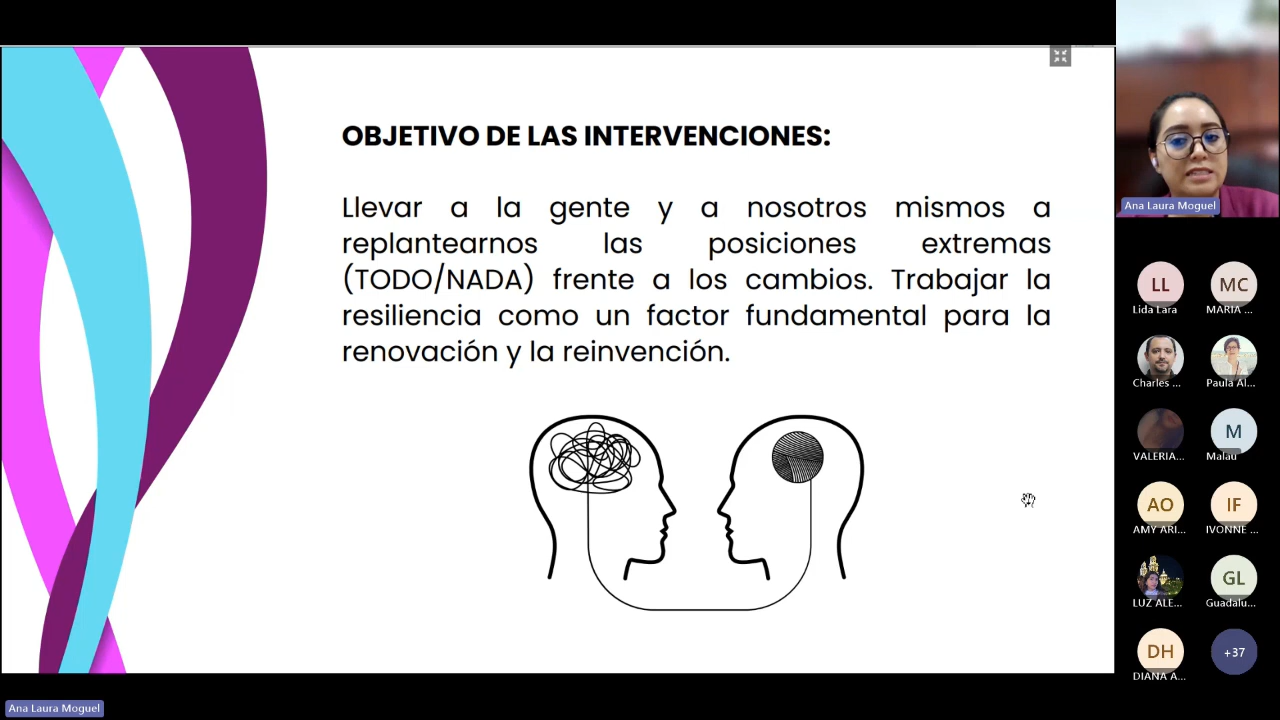 OBJETIVO DE LAS INTERVENCIONES:
Llevar a la gente y a nosotros mismos a
replantearnos las posiciones extremas
(TODO/NADA) frente a los cambios. Trabajar la
resiliencia como un factor fundamental para la
renovación y la reinvención.
Ana Laura Moguel
LL
MC
Lida Lara
MARIA ...
Charles ...
Paula Al...
M
VALERIA...
Malau
AO
IF
AMY ARI...
IVONNE ...
GL
LUZ ALE...
Guadalu...
DH
+37
DIANA A...
Ana Laura Moguel